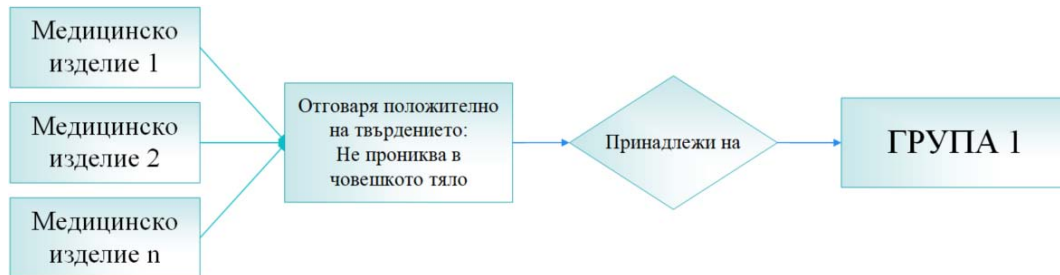 Медицинско
изделие 1
Медицинско
изделие 2
Медицинско
изделие n
Отговаря положително
на твърдението:
Не прониква в
човешкото тяло
Принадлежи на
ГРУПА 1